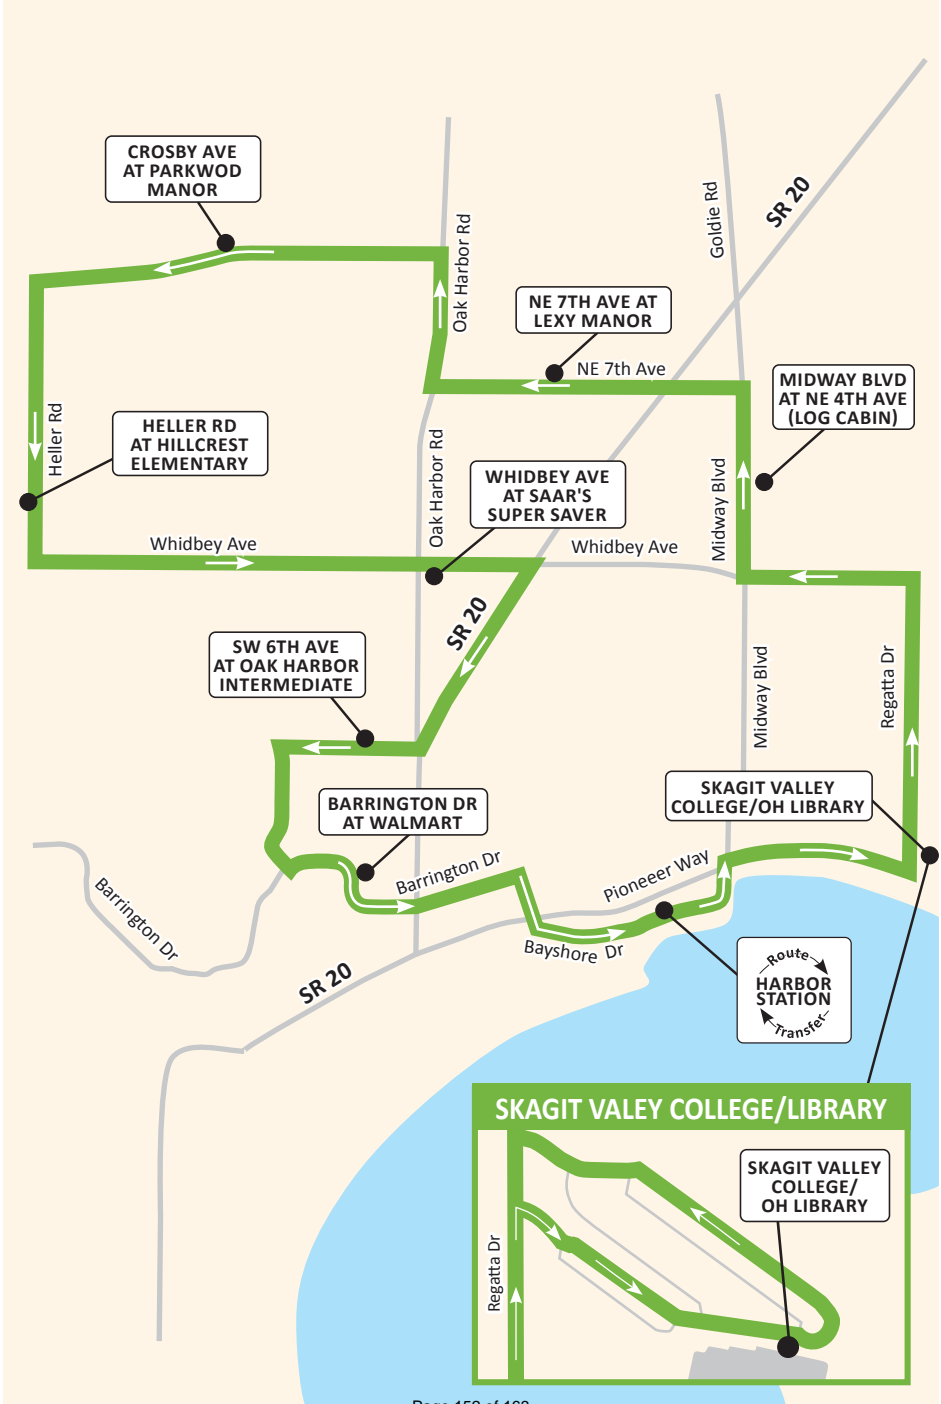 CROSBY AVE
AT PARKWOD
MANOR
Oak Harbor Rd
Goldie Rd
SR 20
NE 7TH AVE AT
LEXY MANOR
NE 7th Ave
MIDWAY BLVD
AT NE 4TH AVE
(LOG CABIN)
Heller Rd
HELLER RD
AT HILLCREST
ELEMENTARY
Oak Harbor Rd
WHIDBEY AVE
AT SAAR'S
SUPER SAVER
Midway Blvd
Whidbey Ave
Whidbey Ave
SR 20
SW 6TH AVE
AT OAK HARBOR
INTERMEDIATE
Midway Blvd
Regatta Dr
BARRINGTON DR
AT WALMART
SKAGIT VALLEY
COLLEGE/OH LIBRARY
Barrington Dr
Barrington Dr
Pioneeer Way
Bayshore Dr
SR 20
Route
HARBOR
STATION
Transfer
SKAGIT VALEY COLLEGE/LIBRARY
SKAGIT VALLEY
COLLEGE/
OH LIBRARY
Regatta Dr